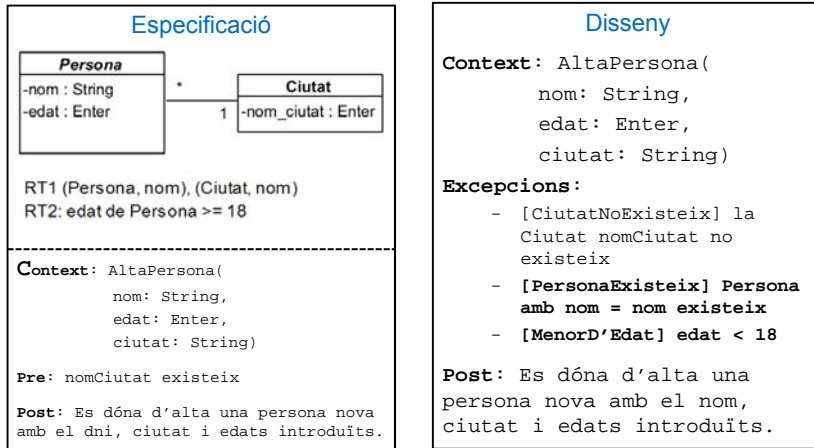 Especificació
Persona
-nom : String
-edat : Enter
*
1
Ciutat
-nom_ciutat : Enter
RT1 (Persona, nom), (Ciutat, nom)
RT2: edat de Persona >= 18
Context: AltaPersona(
nom: String,
edat: Enter,
ciutat: String)
Pre: nomCiutat existeix
Post: Es dóna d’alta una persona nova
amb el dni, ciutat i edats introduïts.
Disseny
Context: AltaPersona(
nom: String,
edat: Enter,
ciutat: String)
Excepcions:
- [CiutatNoExisteix] la
Ciutat nomCiutat no
existeix
- [PersonaExisteix] Persona
amb nom = nom existeix
- [MenorD’Edat] edat < 18
Post: Es dóna d’alta una
persona nova amb el nom,
ciutat i edats introduïts.